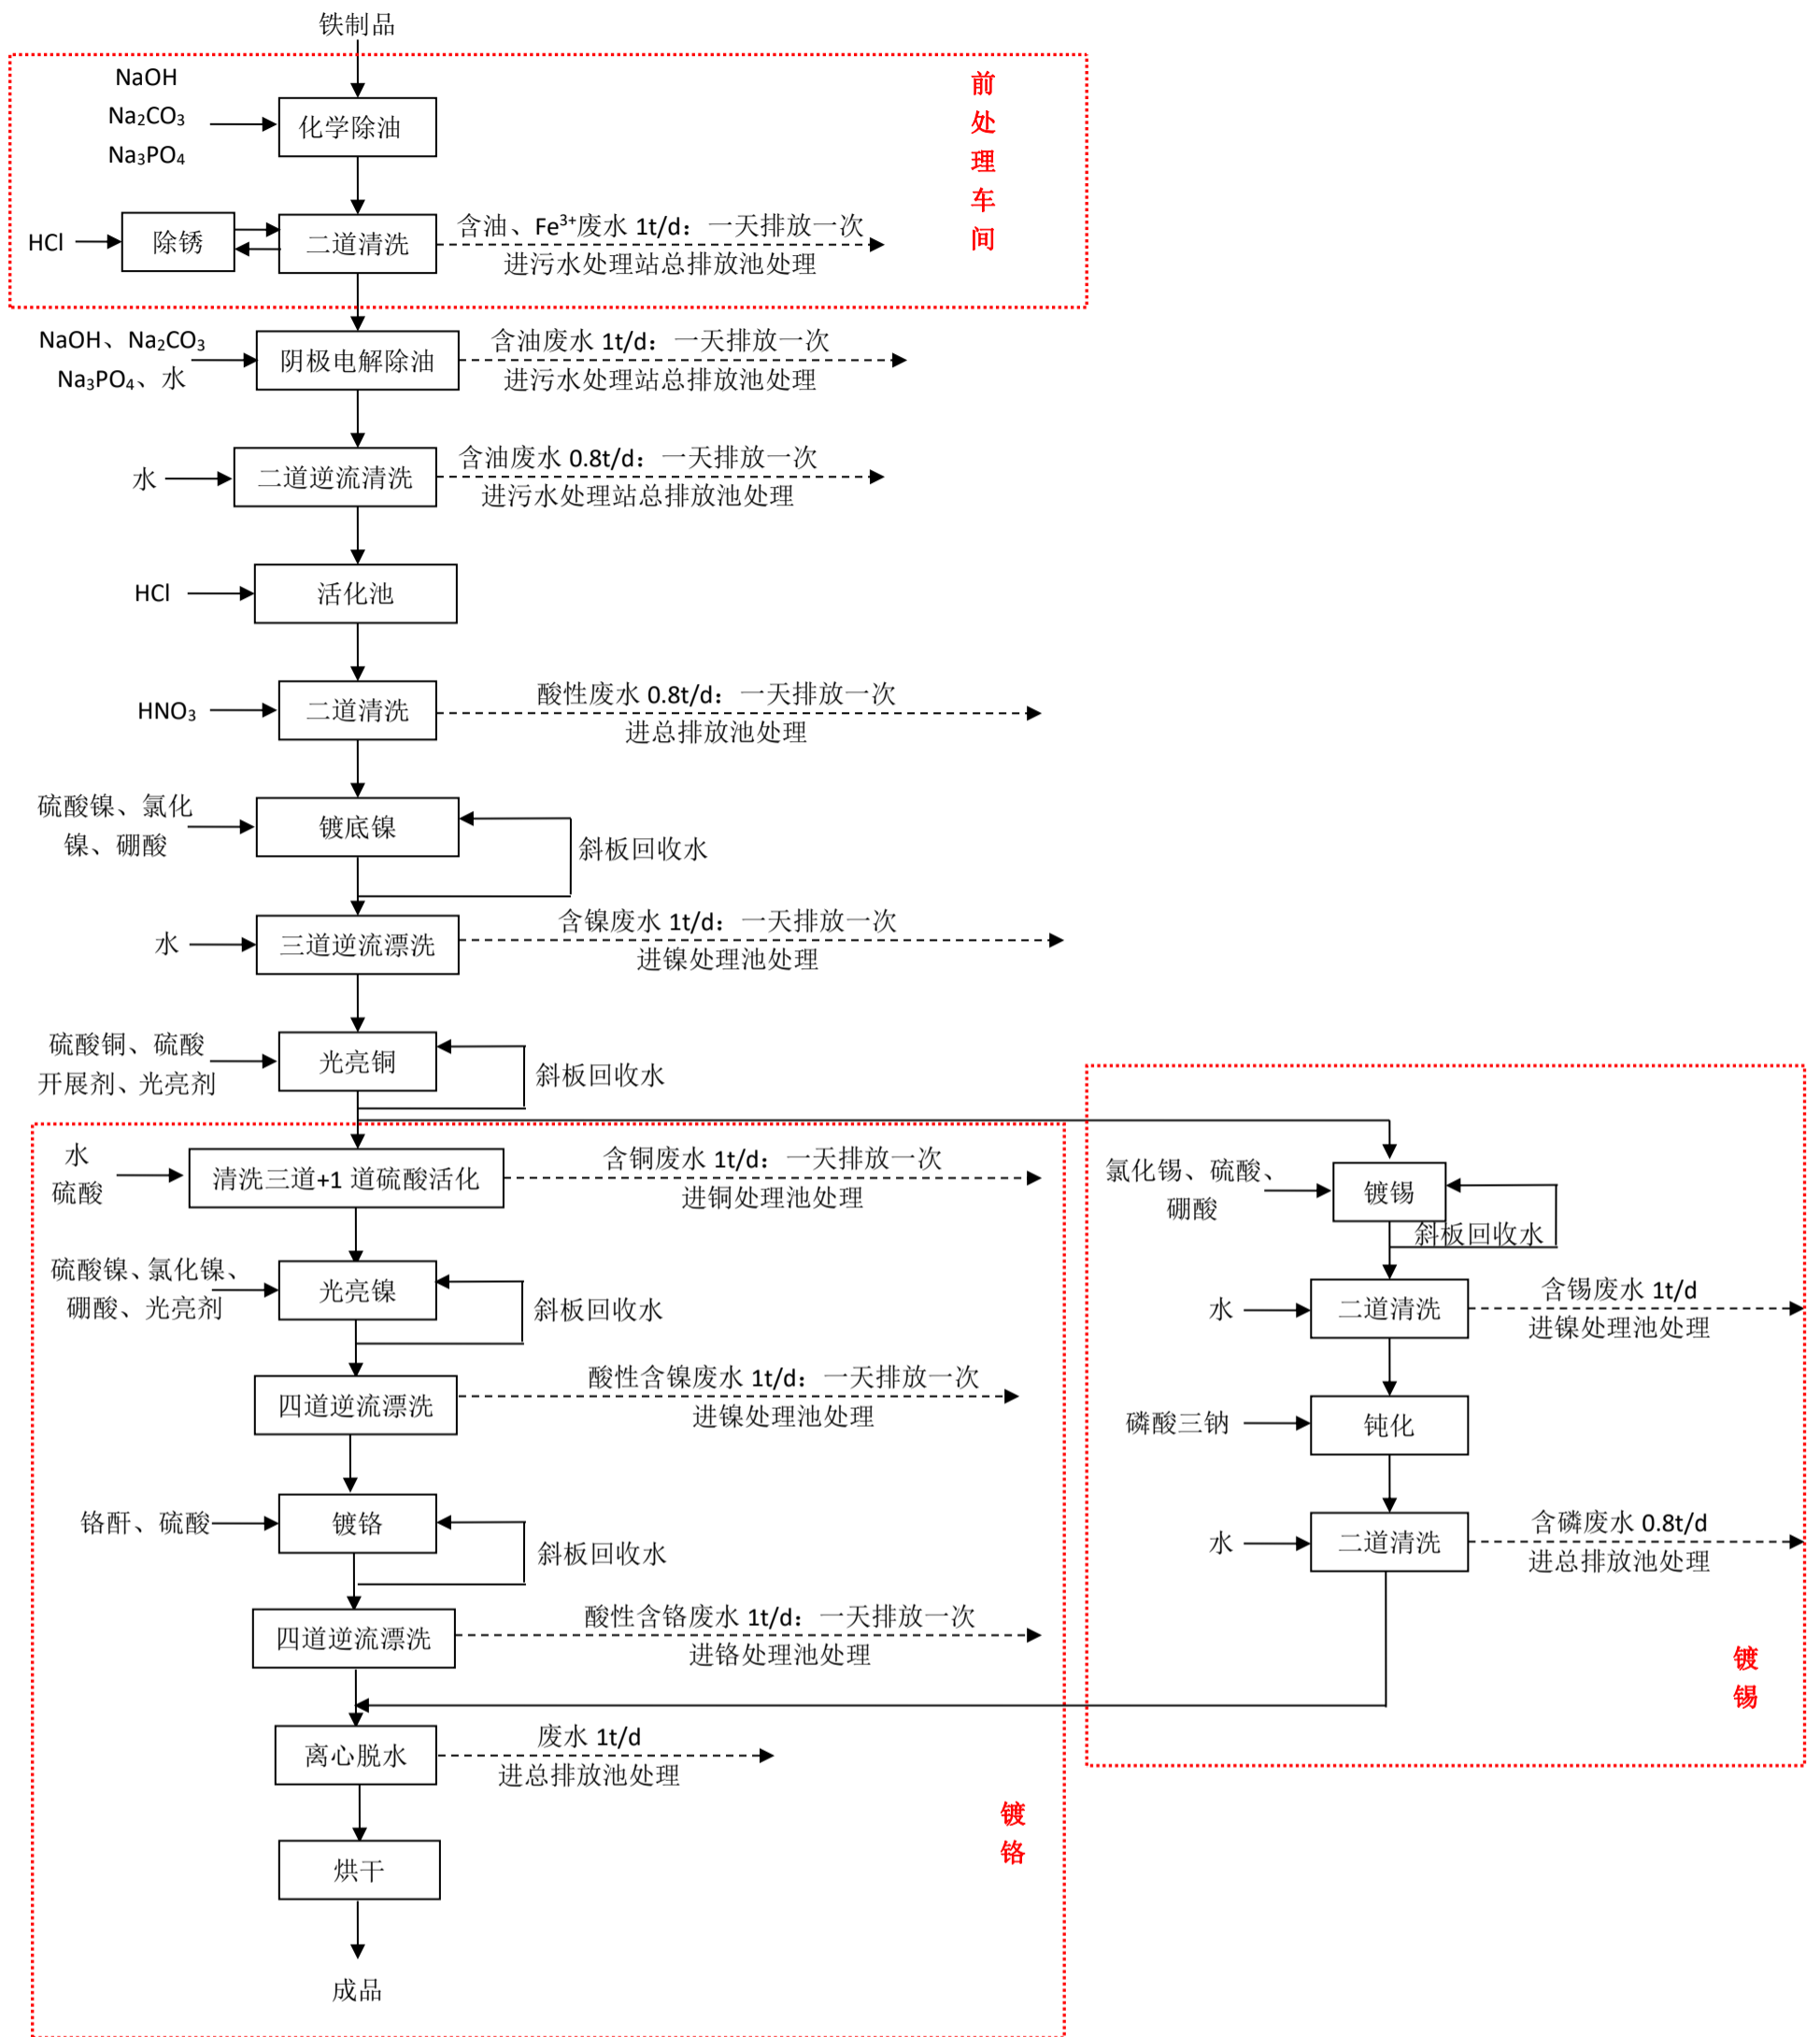 铁制品
NaOH
Na₂CO₃
Na₃PO₄
化学除油
前
处
理
车
间
HCl
除锈
二道清洗
含油、Fe³⁺废水 1t/d：一天排放一次
进污水处理站总排放池处理
NaOH、Na₂CO₃
Na₃PO₄、水
阴极电解除油
含油废水 1t/d：一天排放一次
进污水处理站总排放池处理
水
二道逆流清洗
含油废水 0.8t/d：一天排放一次
进污水处理站总排放池处理
HCl
活化池
HNO₃
二道清洗
酸性废水 0.8t/d：一天排放一次
进总排放池处理
硫酸镍、氯化
镍、硼酸
镀底镍
斜板回收水
水
三道逆流漂洗
含镍废水 1t/d：一天排放一次
进镍处理池处理
硫酸铜、硫酸
开展剂、光亮剂
光亮铜
斜板回收水
水
硫酸
清洗三道+1 道硫酸活化
含铜废水 1t/d：一天排放一次
进铜处理池处理
硫酸镍、氯化镍、
硼酸、光亮剂
光亮镍
斜板回收水
四道逆流漂洗
酸性含镍废水 1t/d：一天排放一次
进镍处理池处理
铬酐、硫酸
镀铬
斜板回收水
四道逆流漂洗
酸性含铬废水 1t/d：一天排放一次
进铬处理池处理
离心脱水
废水 1t/d
进总排放池处理
烘干
成品
镀
铬
氯化锡、硫酸、
硼酸
镀锡
斜板回收水
水
二道清洗
含锡废水 1t/d
进镍处理池处理
磷酸三钠
钝化
水
二道清洗
含磷废水 0.8t/d
进总排放池处理
镀
锡